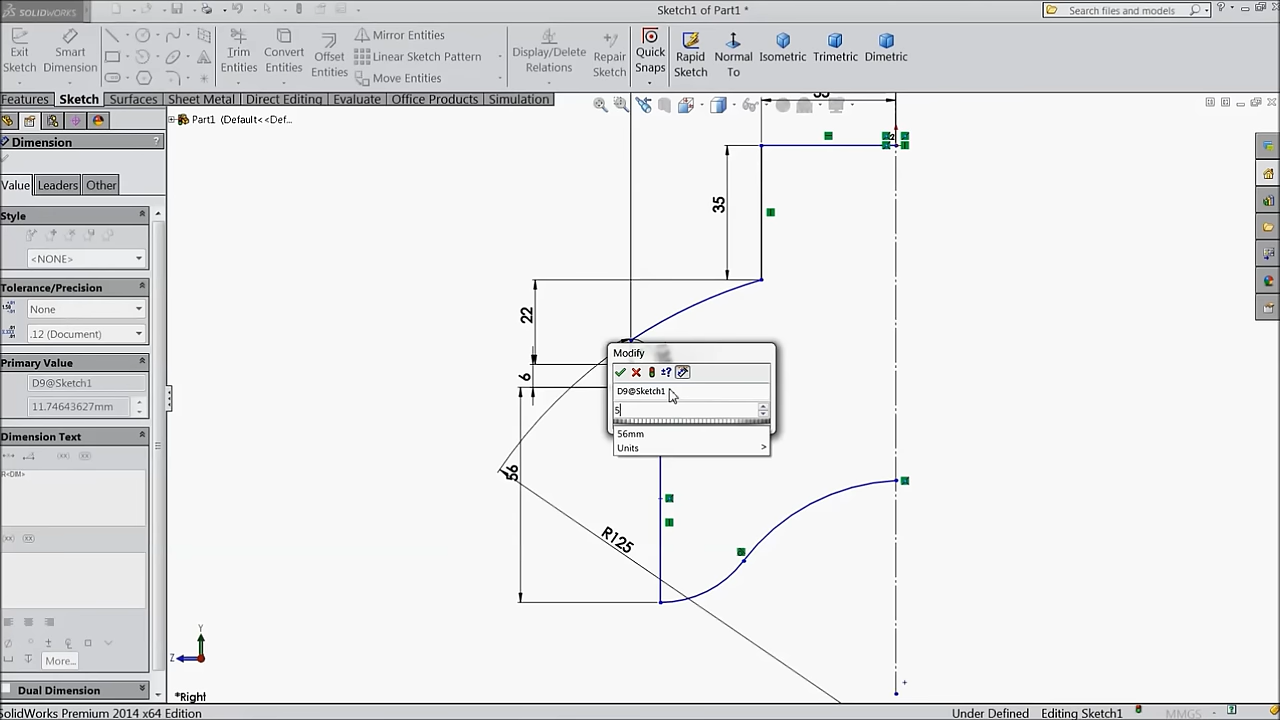 SOLIDWORKS
Sketch1 of Part1 *
Search files and models
Exit Sketch
Smart Dimension
Trim Entities
Convert Entities
Offset Entities
Mirror Entities
Linear Sketch Pattern
Move Entities
Display/Delete Relations
Repair Sketch
Quick Snaps
Rapid Sketch
Normal To
Isometric
Trimetric
Dimetric
Features
Sketch
Surfaces
Sheet Metal
Direct Editing
Evaluate
Office Products
Simulation
Part1 (Default<<Def...
Dimension
?
Value
Leaders
Other
Style
<NONE>
Tolerance/Precision
None
.12 (Document)
Primary Value
D9@Sketch1
11.74643627mm
Dimension Text
R<DIM>
More...
Dual Dimension
35
22
6
56
R125
2
Modify
D9@Sketch1
5
56mm
Units >
Y
Z
*Right
SolidWorks Premium 2014 x64 Edition
Under Defined
Editing Sketch1
MMGS